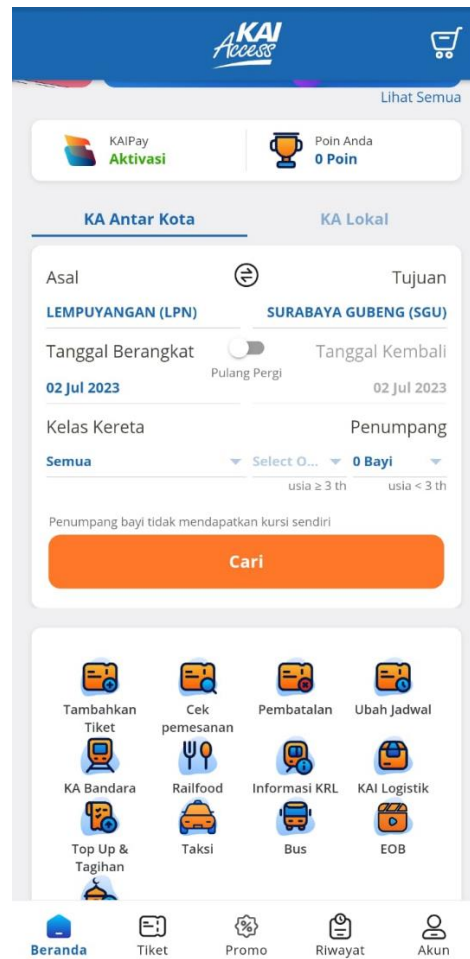 KAI
Access
Lihat Semua
KAIPay
Aktivasi
Poin Anda
0 Poin
KA Antar Kota
KA Lokal
Asal
Tujuan
LEMPUYANGAN (LPN)
SURABAYA GUBENG (SGU)
Tanggal Berangkat
Pulang Pergi
Tanggal Kembali
02 Jul 2023
02 Jul 2023
Kelas Kereta
Penumpang
Semua
Select O...
0 Bayi
usia ≥ 3 th
usia < 3 th
Penumpang bayi tidak mendapatkan kursi sendiri
Cari
Tambahkan
Tiket
Cek
pemesanan
Pembatalan
Ubah Jadwal
KA Bandara
Railfood
Informasi KRL
KAI Logistik
Top Up &
Tagihan
Taksi
Bus
EOB
Beranda
Tiket
Promo
Riwayat
Akun